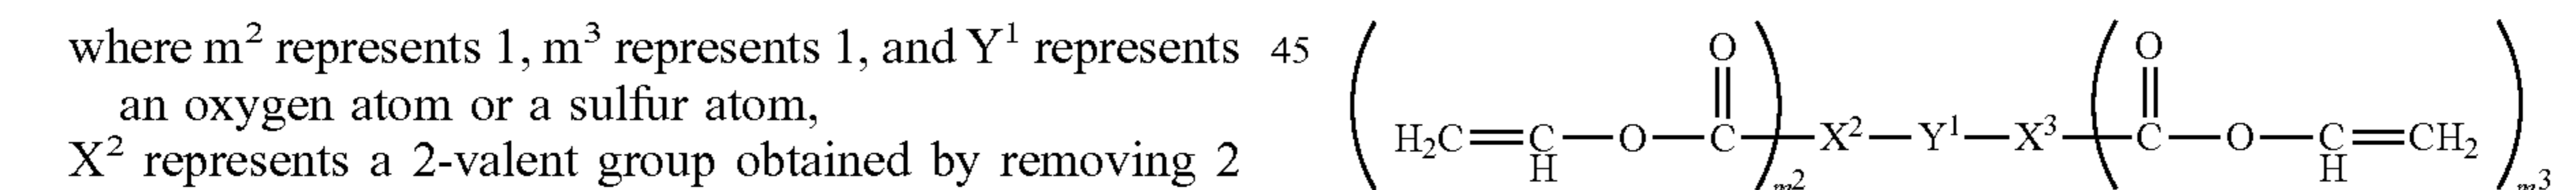 where m² represents 1, m³ represents 1, and Y¹ represents
an oxygen atom or a sulfur atom,
X² represents a 2-valent group obtained by removing 2
45
O O
H₂C C O C X² Y¹ X³ C O C CH₂
H H
m² m³